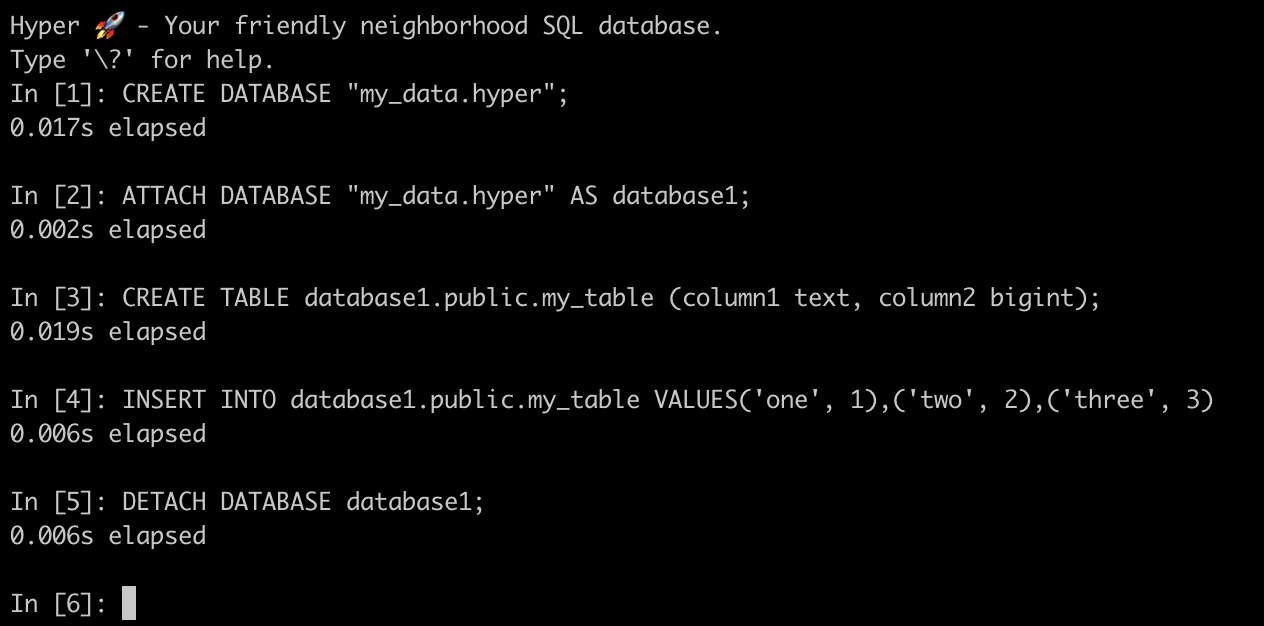 Hyper 🚀 - Your friendly neighborhood SQL database.
Type '\?' for help.
In [1]: CREATE DATABASE "my_data.hyper";
0.017s elapsed
In [2]: ATTACH DATABASE "my_data.hyper" AS database1;
0.002s elapsed
In [3]: CREATE TABLE database1.public.my_table (column1 text, column2 bigint);
0.019s elapsed
In [4]: INSERT INTO database1.public.my_table VALUES('one', 1),('two', 2),('three', 3)
0.006s elapsed
In [5]: DETACH DATABASE database1;
0.006s elapsed
In [6]: